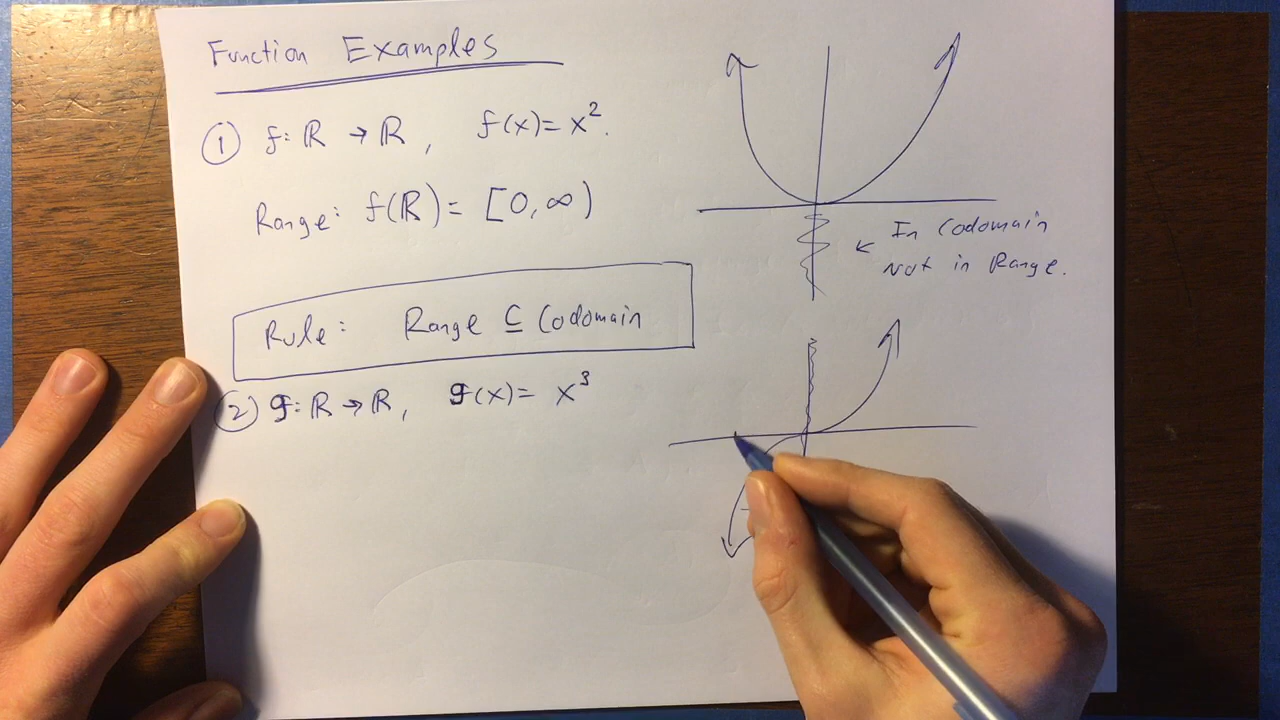 Function Examples
① f: ℝ → ℝ, f(x) = x².
Range: f(ℝ) = [0, ∞)
← In Codomain
Not in Range.
Rule: Range ⊆ Codomain
② g: ℝ → ℝ, g(x) = x³